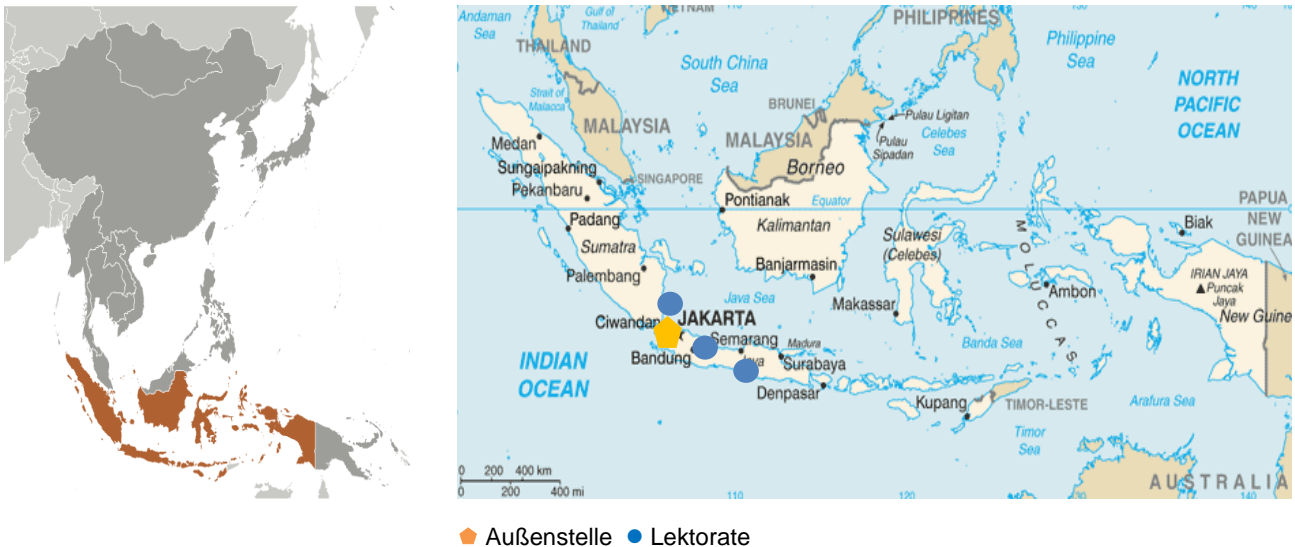 Andaman
Sea
Gulf of
Thailand
VIETNAM
PHILIPPINES
THAILAND
South China
Sea
Philippine
Sea
Strait of
Malacca
BRUNEI
NORTH
PACIFIC
OCEAN
MALAYSIA
MALAYSIA
Pulau Ligitan
Pulau
Sipadan
Celebes
Sea
Medan
Borneo
Sungaipakning
SINGAPORE
Pekanbaru
Pontianak
Equator
PAPUA
NEW
GUINEA
Padang
Kalimantan
Biak
Sumatra
Sulawesi
(Celebes)
MOLUCCAS
Palembang
Banjarmasin
IRIAN JAYA
Puncak
Jaya
Ambon
Java Sea
Makassar
New Guine
Ciwandan
JAKARTA
Semarang
Madura
Banda Sea
INDIAN
OCEAN
Bandung
Surabaya
Denpasar
Kupang
TIMOR-LESTE
Arafura Sea
Timor
Sea
0 200 400 km
0 200 400 mi
110
120
140
AUSTRALIA
Außenstelle Lektorate